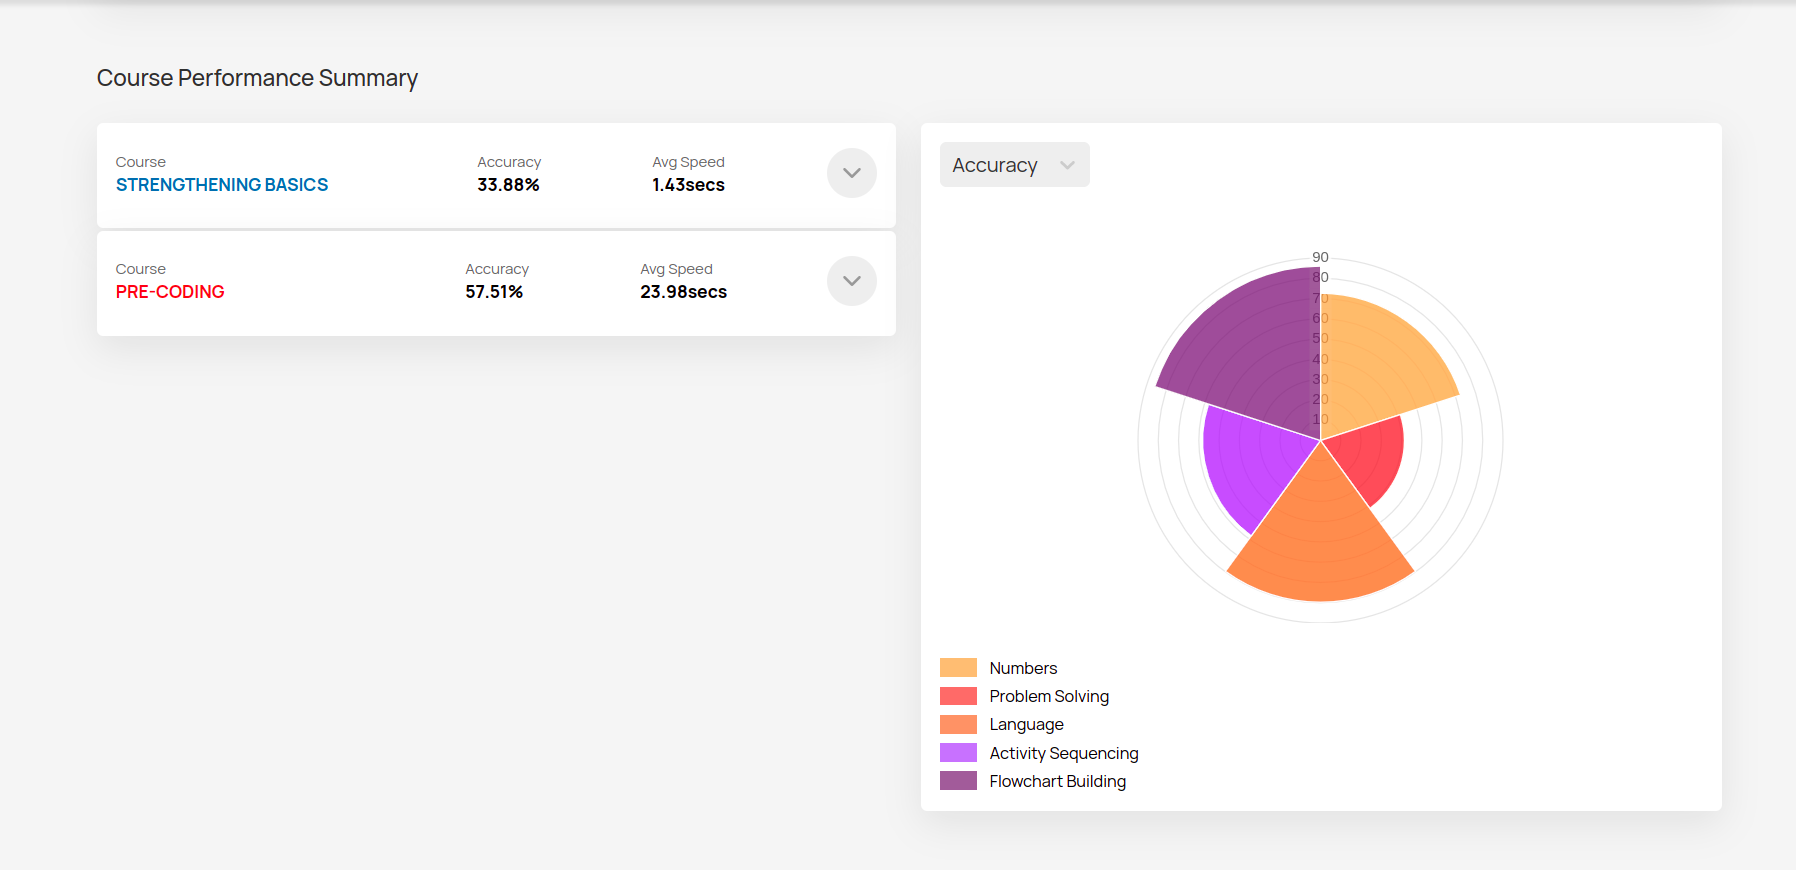 Course Performance Summary
Course Accuracy Avg Speed
STRENGTHENING BASICS 33.88% 1.43secs
Course Accuracy Avg Speed
PRE-CODING 57.51% 23.98secs
Accuracy
90
80
70
60
50
40
30
20
10
Numbers
Problem Solving
Language
Activity Sequencing
Flowchart Building